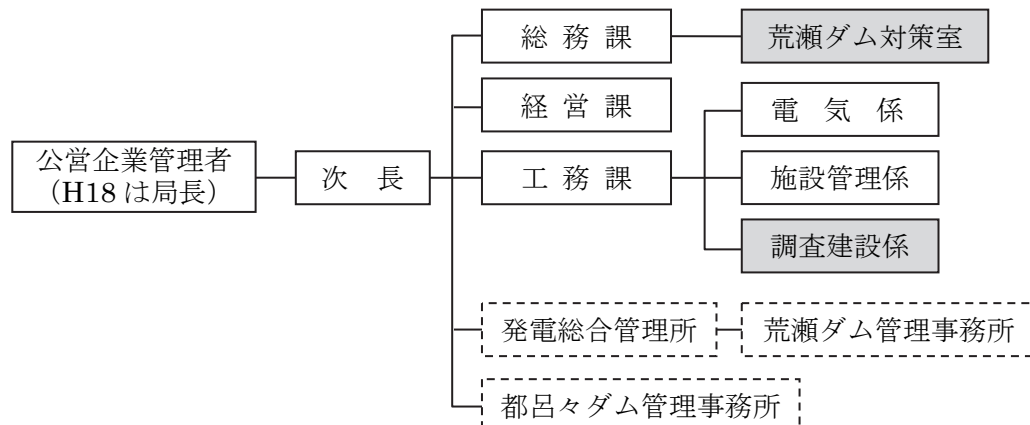 総 務 課
荒瀬ダム対策室
経 営 課
電 気 係
公営企業管理者
(H18 は局長)
次 長
工 務 課
施設管理係
調査建設係
発電総合管理所
荒瀬ダム管理事務所
都呂々ダム管理事務所